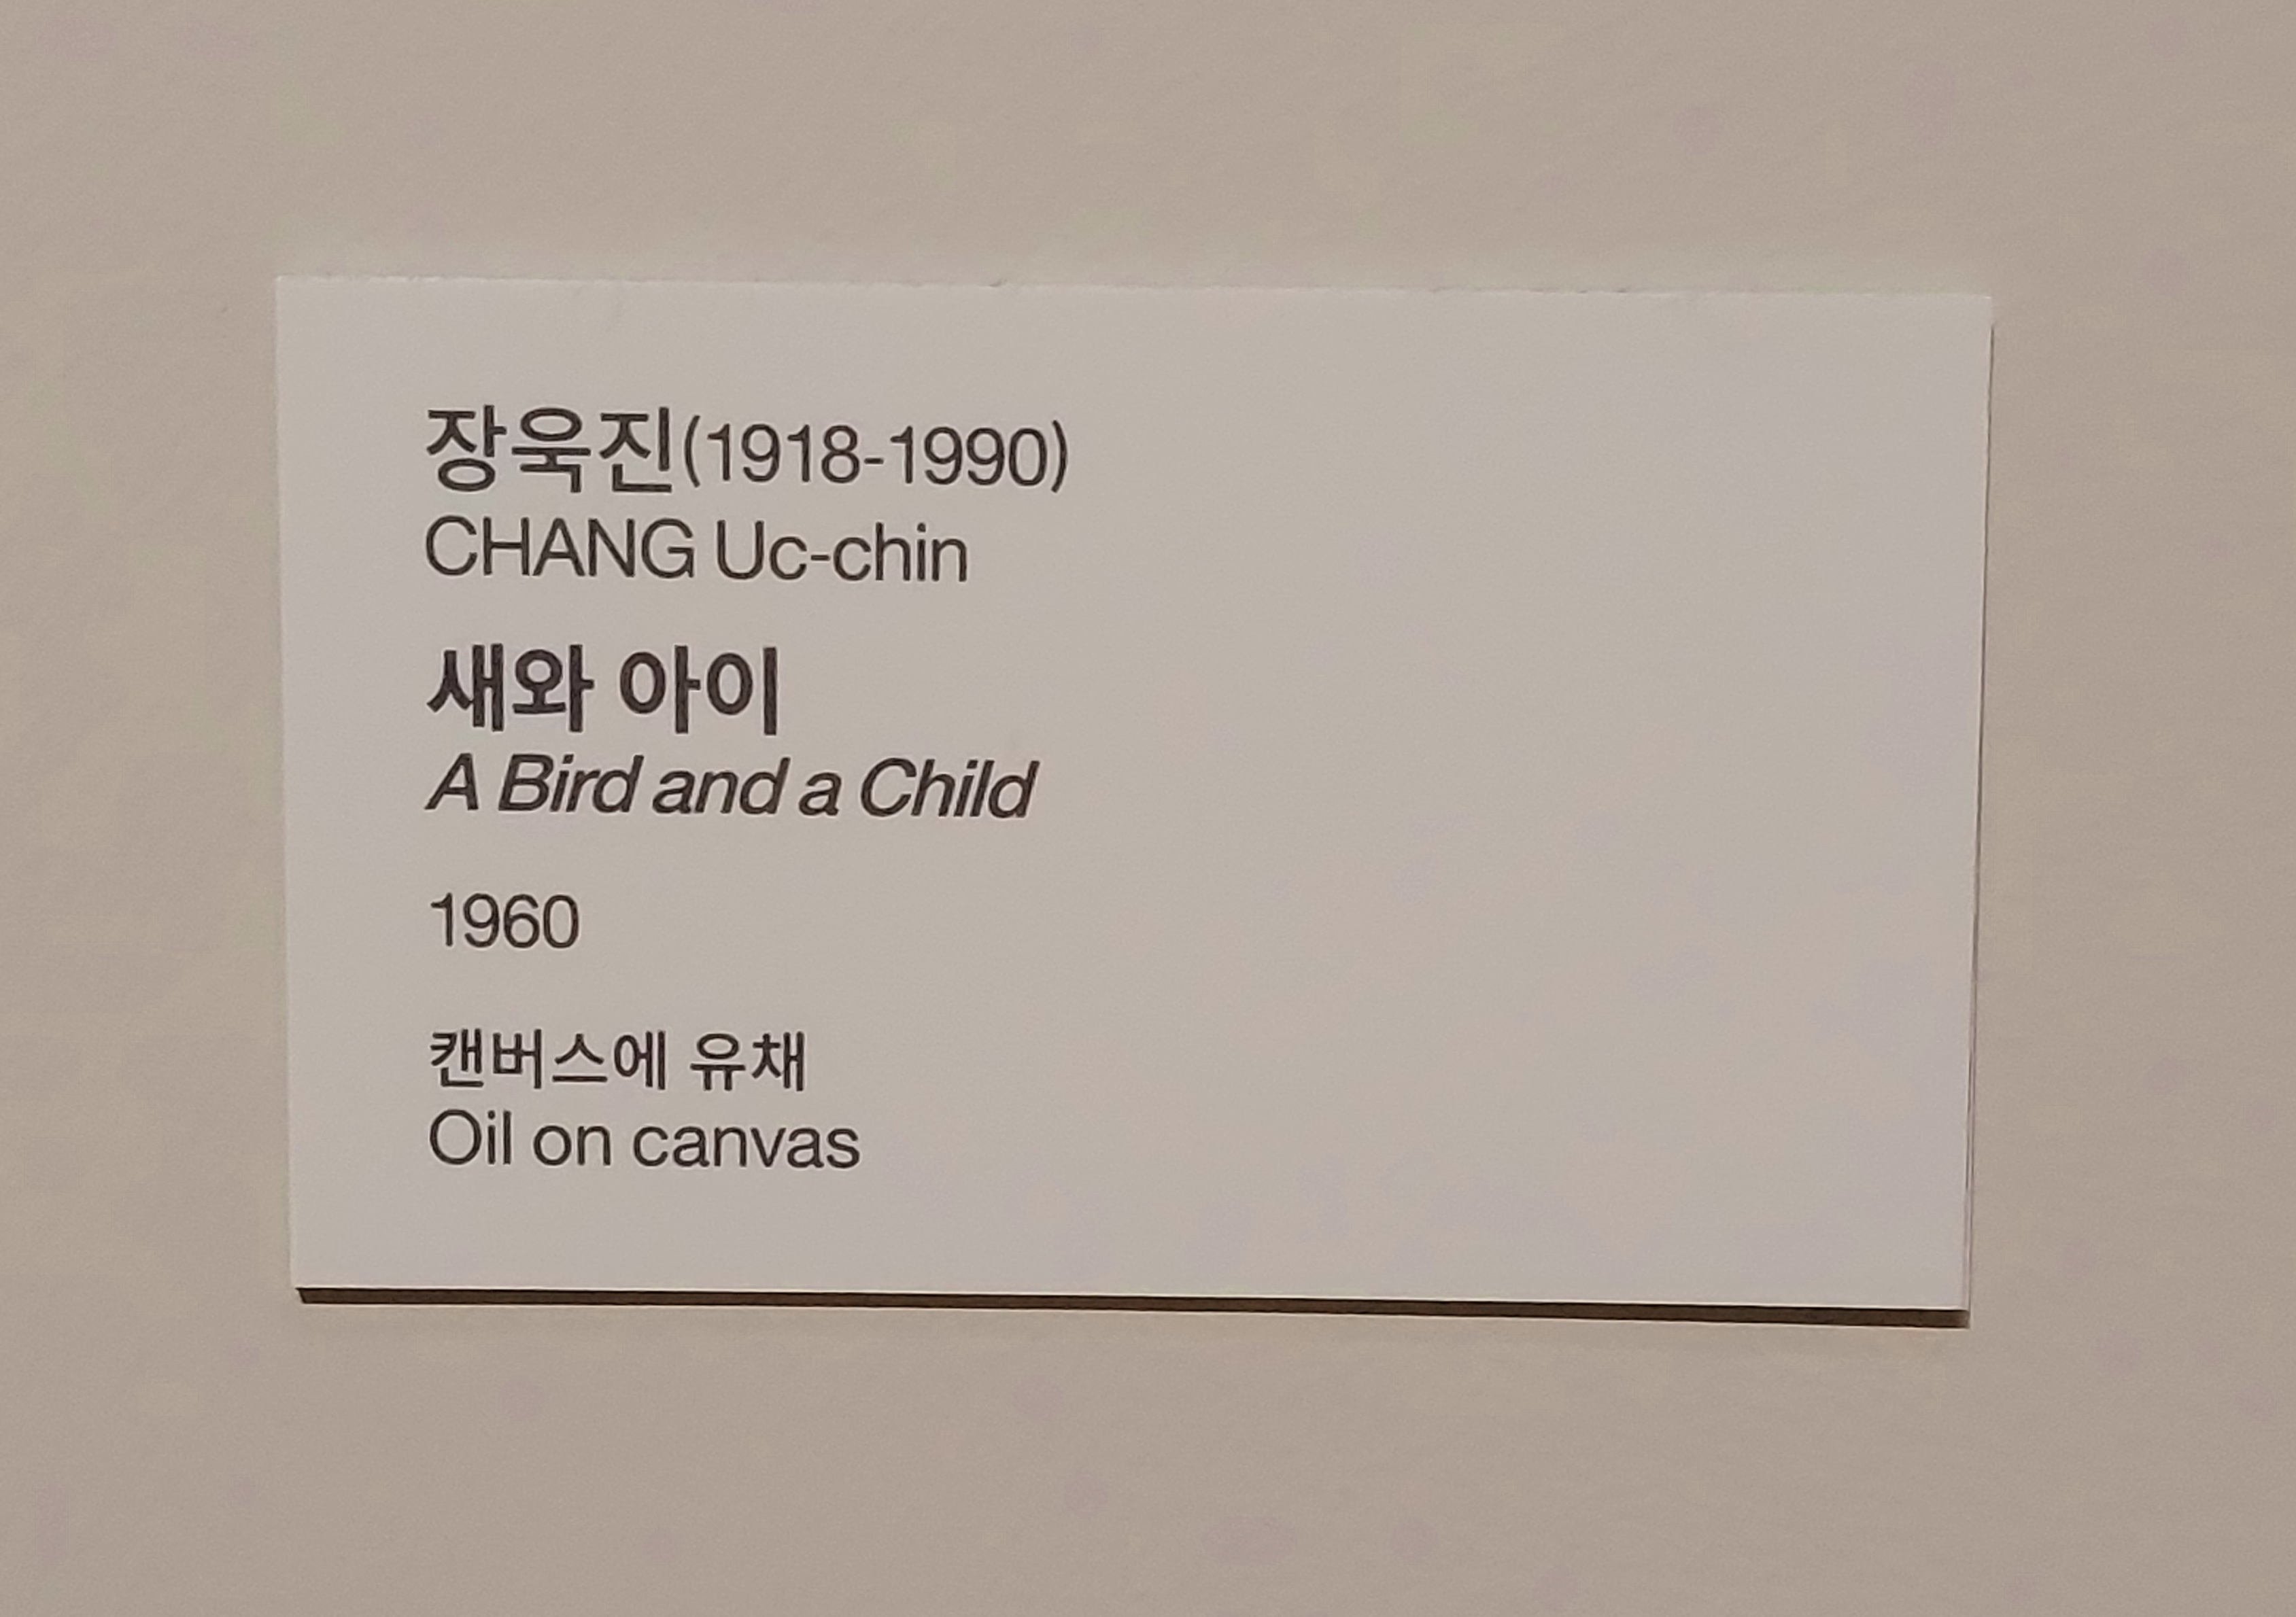 장욱진(1918-1990)
CHANG Uc-chin
새와 아이
A Bird and a Child
1960
캔버스에 유채
Oil on canvas